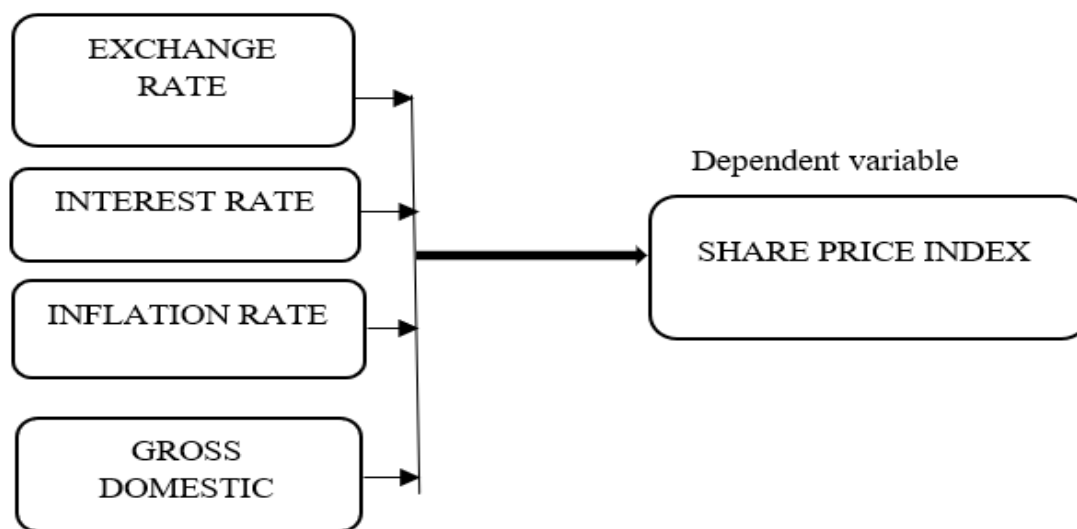 EXCHANGE
RATE
INTEREST RATE
INFLATION RATE
GROSS
DOMESTIC
Dependent variable
SHARE PRICE INDEX